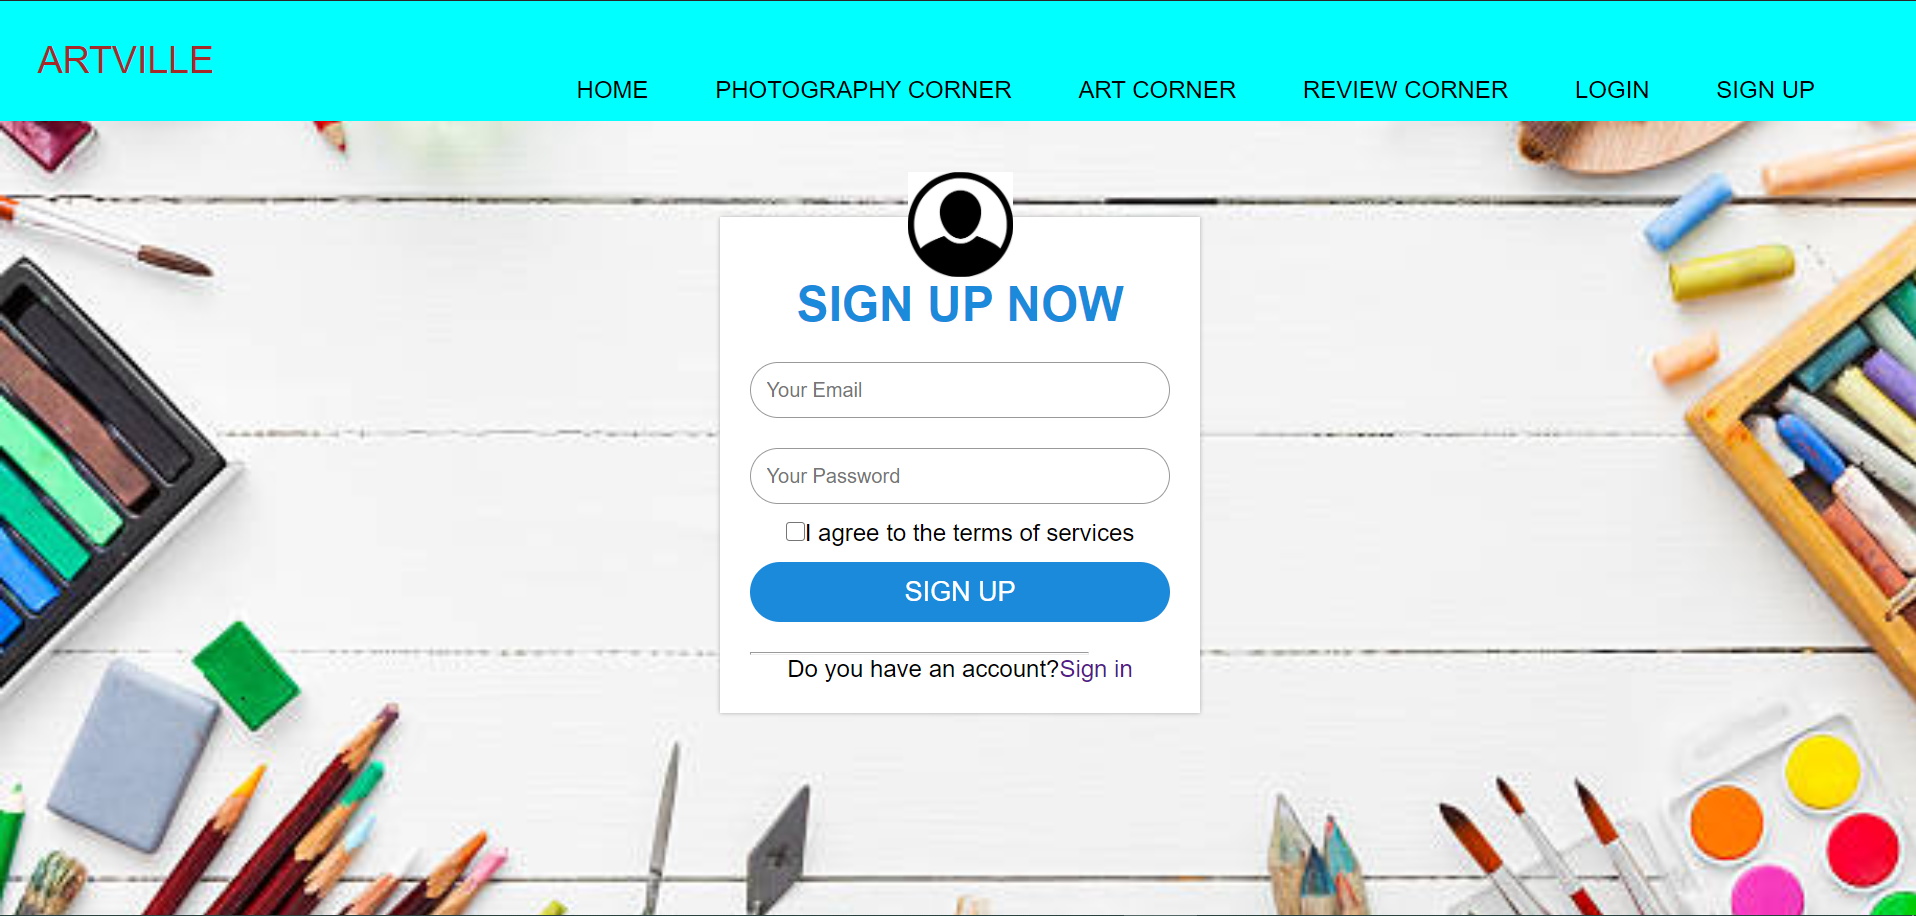 ARTVILLE
HOME PHOTOGRAPHY CORNER ART CORNER REVIEW CORNER LOGIN SIGN UP
SIGN UP NOW
Your Email
Your Password
I agree to the terms of services
SIGN UP
Do you have an account?Sign in